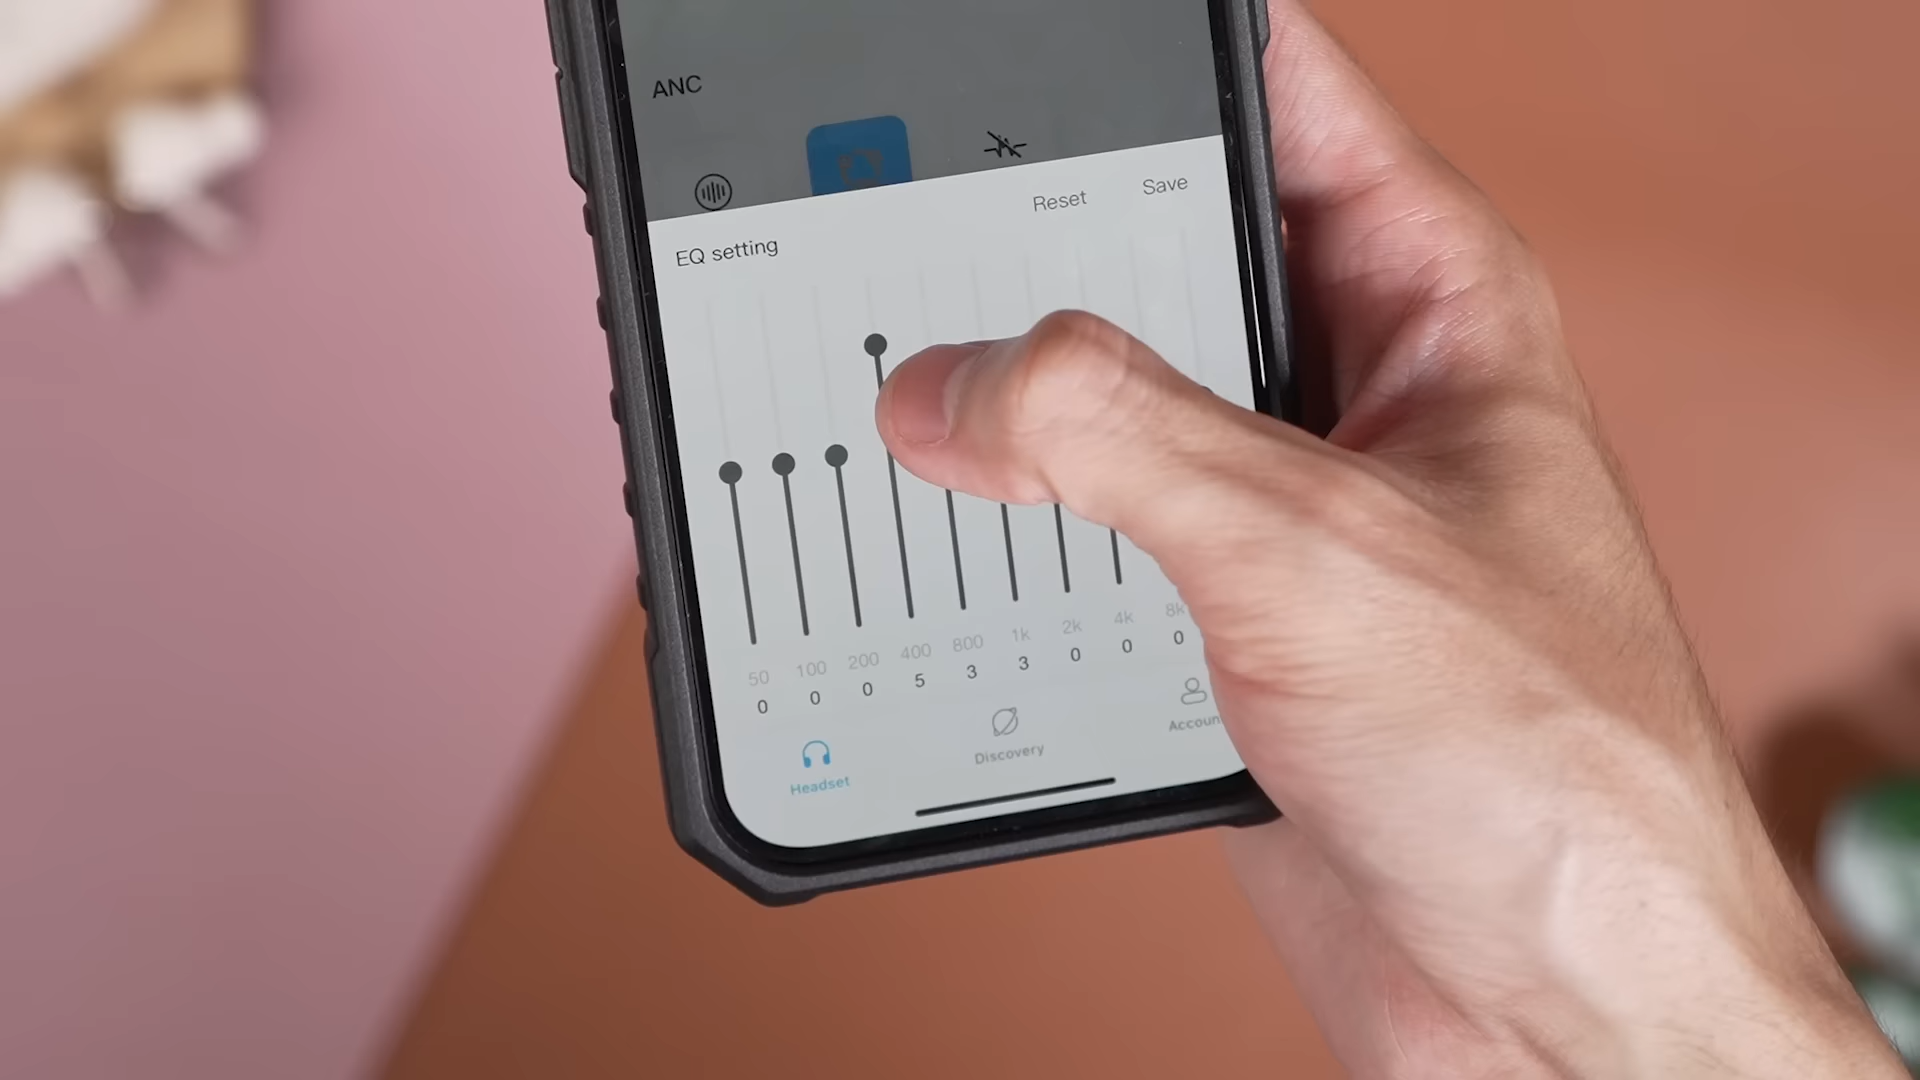 ANC
Reset Save
EQ setting
50 100 200 400 800 1k 2k 4k 8k
0 0 0 5 3 3 0 0 0
Headset Discovery